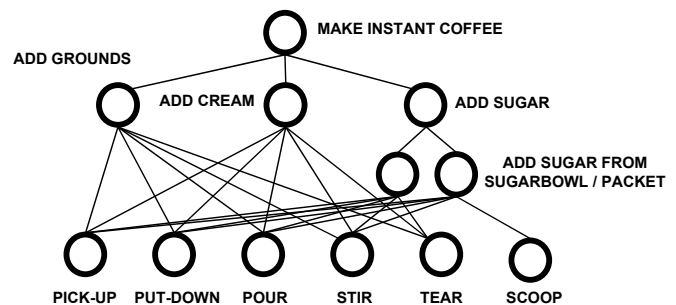 MAKE INSTANT COFFEE
ADD GROUNDS
ADD CREAM
ADD SUGAR
ADD SUGAR FROM
SUGARBOWL / PACKET
PICK-UP PUT-DOWN POUR STIR TEAR SCOOP